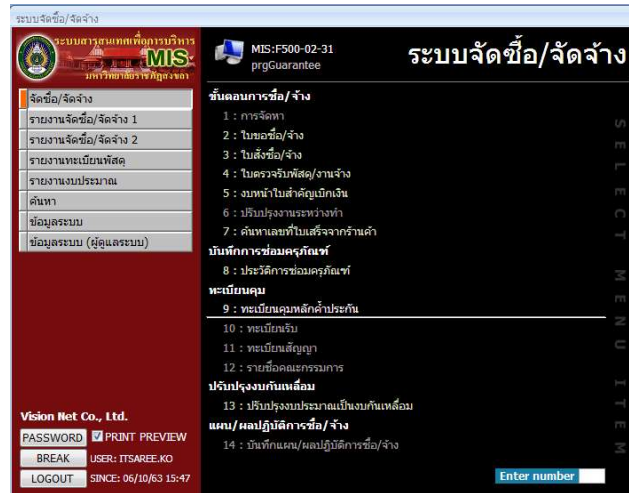 ระบบจัดซื้อ/จัดจ้าง
ระบบสารสนเทศเพื่อการบริหาร
MIS
มหาวิทยาลัยราชภัฏสงขลา
MIS:F500-02-31
prgGuarantee
ระบบจัดซื้อ/จัดจ้าง
จัดซื้อ/จัดจ้าง
รายงานจัดซื้อ/จัดจ้าง 1
รายงานจัดซื้อ/จัดจ้าง 2
รายงานทะเบียนพัสดุ
รายงานงบประมาณ
ค้นหา
ข้อมูลระบบ
ข้อมูลระบบ (ผู้ดูแลระบบ)
ขั้นตอนการซื้อ/จ้าง
1 : การจัดหา
2 : ใบขอซื้อ/จ้าง
3 : ใบสั่งซื้อ/จ้าง
4 : ใบตรวจรับพัสดุ/งานจ้าง
5 : งบหน้าใบสำคัญเบิกเงิน
6 : ปรับปรุงงานระหว่างทำ
7 : ค้นหาเลขที่ใบเสร็จจากร้านค้า
บันทึกการซ่อมครุภัณฑ์
8 : ประวัติการซ่อมครุภัณฑ์
ทะเบียนคุม
9 : ทะเบียนคุมหลักค้ำประกัน
10 : ทะเบียนรับ
11 : ทะเบียนสัญญา
12 : รายชื่อคณะกรรมการ
ปรับปรุงงบกันเหลื่อม
13 : ปรับปรุงงบประมาณเป็นงบกันเหลื่อม
แผน/ผลปฏิบัติการซื้อ/จ้าง
14 : บันทึกแผน/ผลปฏิบัติการซื้อ/จ้าง
SELECT MENU ITEM
Vision Net Co., Ltd.
PASSWORD PRINT PREVIEW
BREAK USER: ITSAREE.KO
LOGOUT SINCE: 06/10/63 15:47
Enter number